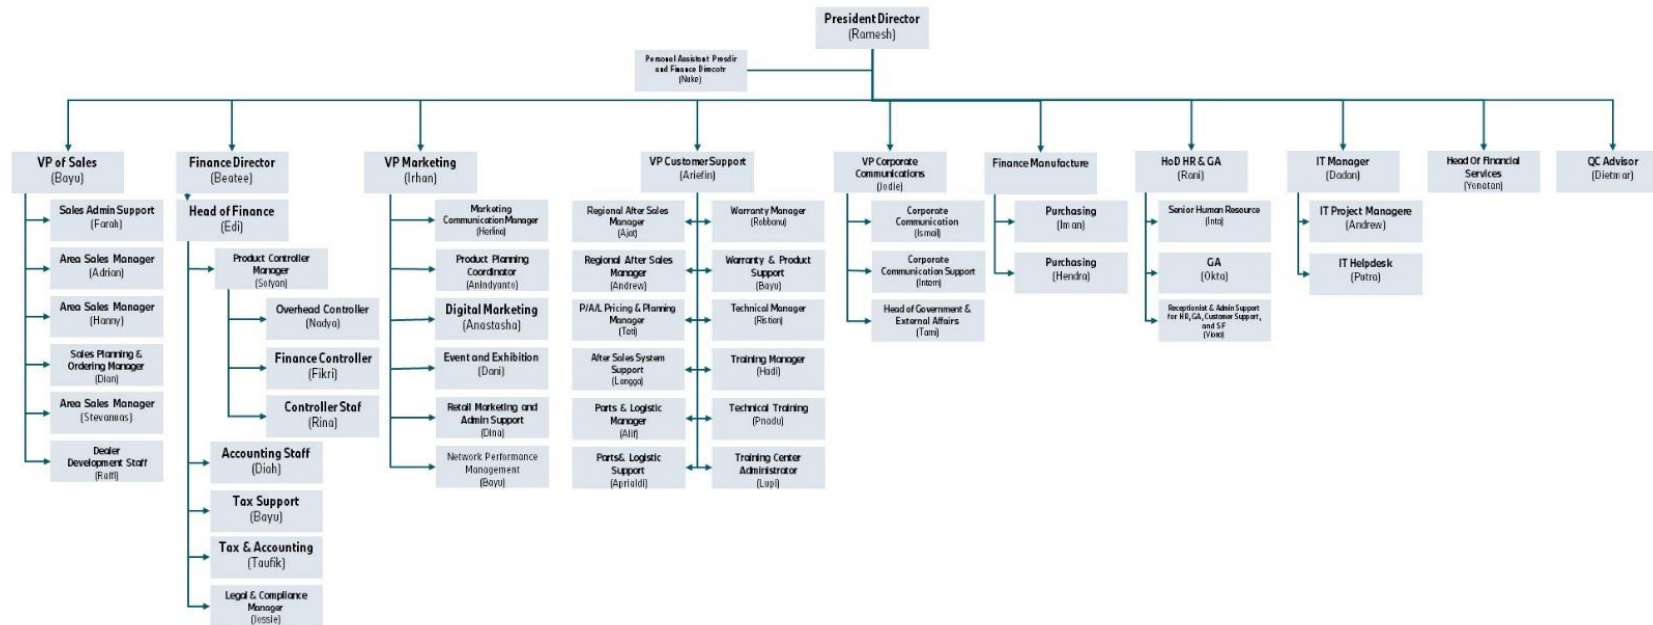 President Director
(Ramesh)
Personal Assistant Presdir
and Finance Directotr
(Nuke)
VP of Sales
(Bayu)
Sales Admin Support
(Farah)
Area Sales Manager
(Adrian)
Area Sales Manager
(Hanny)
Sales Planning &
Ordering Manager
(Dian)
Area Sales Manager
(Stevannus)
Dealer
Development Staff
(Raffi)
Finance Director
(Beatee)
Head of Finance
(Edi)
Product Controller
Manager
(Sofyan)
Overhead Controller
(Nadya)
Finance Controller
(Fikri)
Controller Staf
(Rina)
Accounting Staff
(Diah)
Tax Support
(Bayu)
Tax & Accounting
(Taufik)
Legal & Compliance
Manager
(Jessie)
VP Marketing
(Irhan)
Marketing
Communication Manager
(Herlina)
Product Planning
Coordinator
(Anindyanto)
Digital Marketing
(Anastasha)
Event and Exhibition
(Dani)
Retail Marketing and
Admin Support
(Dina)
Network Performance
Management
(Bayu)
VP Customer Support
(Ariefin)
Regional After Sales
Manager
(Ajat)
Warranty Manager
(Robbanu)
Regional After Sales
Manager
(Andrew)
Warranty & Product
Support
(Bayu)
P/A/L Pricing & Planning
Manager
(Teti)
Technical Manager
(Ristian)
After Sales System
Support
(Langga)
Training Manager
(Hadi)
Parts & Logistic
Manager
(Alif)
Technical Training
(Pnadu)
Parts& Logistic
Support
(Aprialdi)
Training Center
Administrator
(Lupi)
VP Corporate
Communications
(Jodie)
Corporate
Communication
(Ismail)
Corporate
Communication Support
(Intern)
Head of Government &
External Affairs
(Tami)
Finance Manufacture
Purchasing
(Iman)
Purchasing
(Hendra)
HoD HR & GA
(Rani)
Senior Human Resource
(Inta)
GA
(Okta)
Receptionist & Admin Support
for HR, GA, Customer Support,
and SF
IT Manager
(Dadan)
IT Project Managere
(Andrew)
IT Helpdesk
(Putra)
Head Of Financial
Services
(Yonatan)
QC Advisor
(Dietmar)